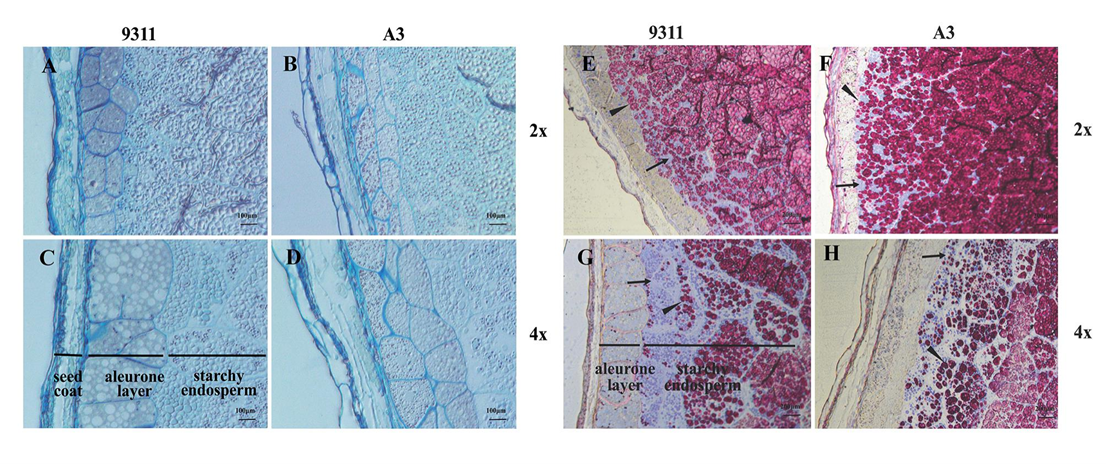 9311
A3
9311
A3
A
B
E
F
2x
2x
100μm
100μm
C
D
G
H
4x
4x
seed coat
aleurone layer
starchy endosperm
aleurone layer
starchy endosperm
100μm
100μm